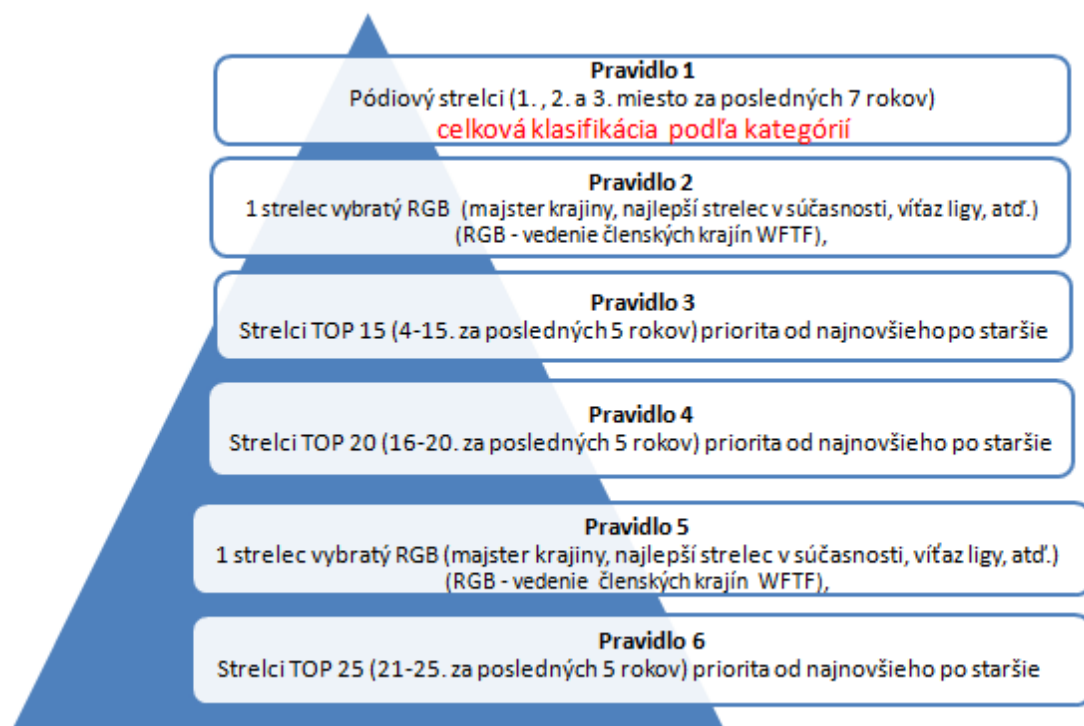 Pravidlo 1
Pódiový strelci (1. , 2. a 3. miesto za posledných 7 rokov)
celková klasifikácia podľa kategórií
Pravidlo 2
1 strelec vybratý RGB (majster krajiny, najlepší strelec v súčasnosti, víťaz ligy, atď.)
(RGB - vedenie členských krajín WFTF),
Pravidlo 3
Strelci TOP 15 (4-15. za posledných 5 rokov) priorita od najnovšieho po staršie
Pravidlo 4
Strelci TOP 20 (16-20. za posledných 5 rokov) priorita od najnovšieho po staršie
Pravidlo 5
1 strelec vybratý RGB (majster krajiny, najlepší strelec v súčasnosti, víťaz ligy, atď.)
(RGB - vedenie členských krajín WFTF),
Pravidlo 6
Strelci TOP 25 (21-25. za posledných 5 rokov) priorita od najnovšieho po staršie